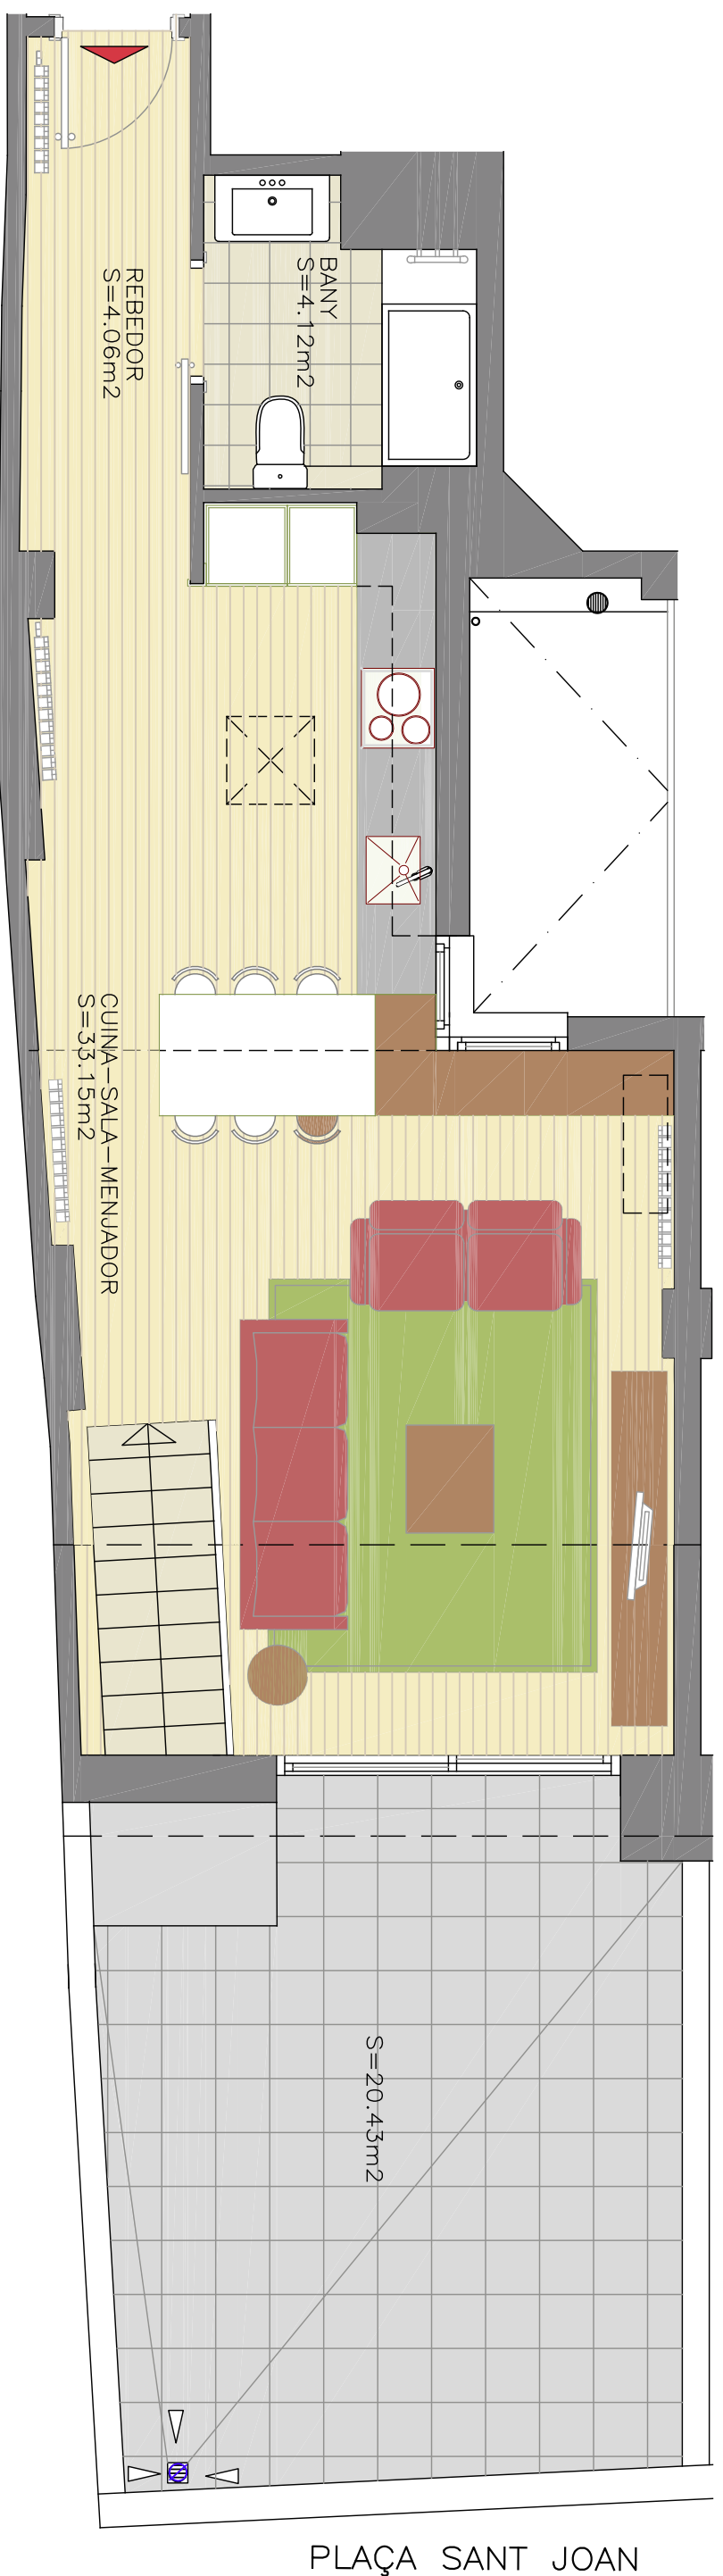 BANY
S=4.12m2
REBEDOR
S=4.06m2
CUINA-SALA-MENJADOR
S=33.15m2
S=20.43m2
PLAÇA SANT JOAN